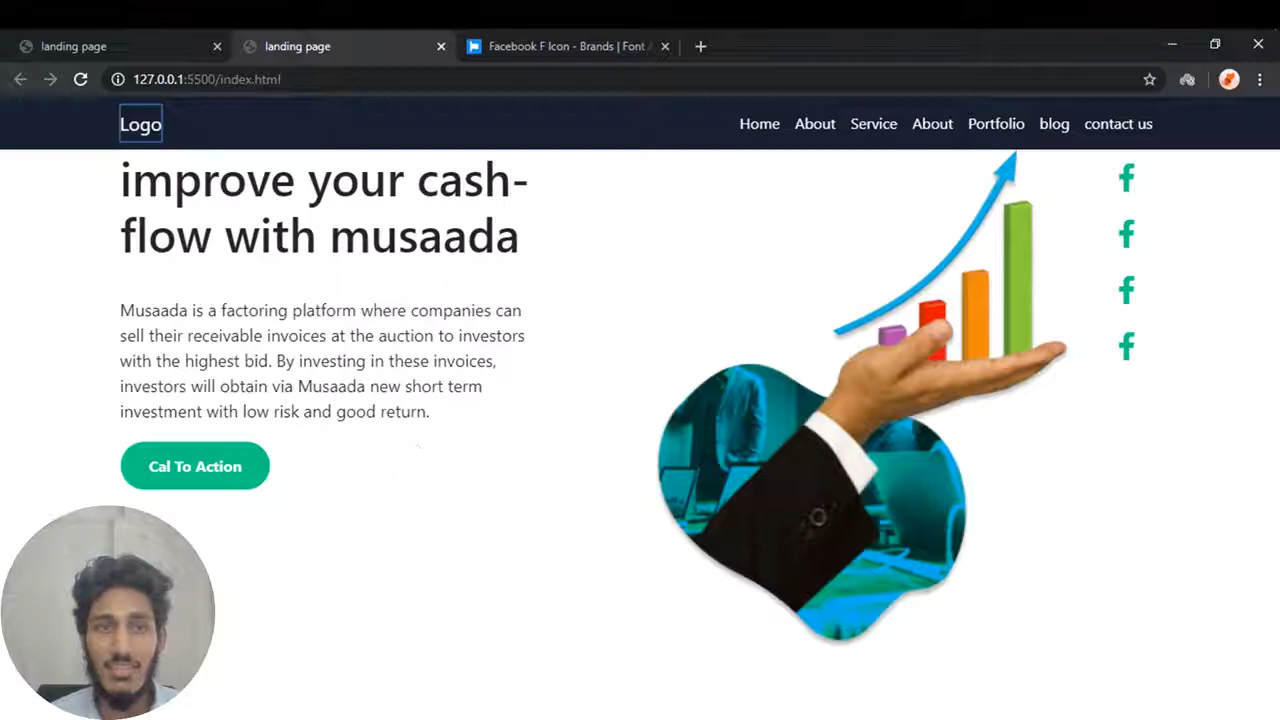 landing page
landing page
Facebook F Icon - Brands | Font
127.0.0.1:5500/index.html
Logo
Home About Service About Portfolio blog contact us
improve your cash-
flow with musaada
Musaada is a factoring platform where companies can
sell their receivable invoices at the auction to investors
with the highest bid. By investing in these invoices,
investors will obtain via Musaada new short term
investment with low risk and good return.
Cal To Action